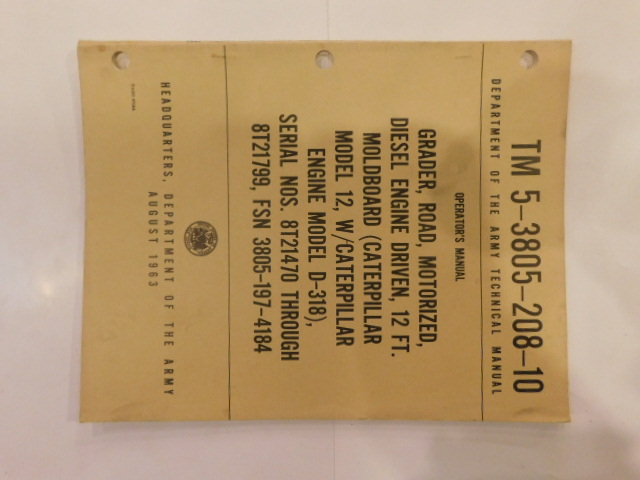 TM 5-3805-208-10
DEPARTMENT OF THE ARMY TECHNICAL MANUAL
OPERATOR'S MANUAL
GRADER, ROAD, MOTORIZED,
DIESEL ENGINE DRIVEN, 12 FT.
MOLDBOARD (CATERPILLAR
MODEL 12, W/CATERPILLAR
ENGINE MODEL D-318),
SERIAL NOS. 8T21470 THROUGH
8T21799, FSN 3805-197-4184
HEADQUARTERS, DEPARTMENT OF THE ARMY
AUGUST 1963